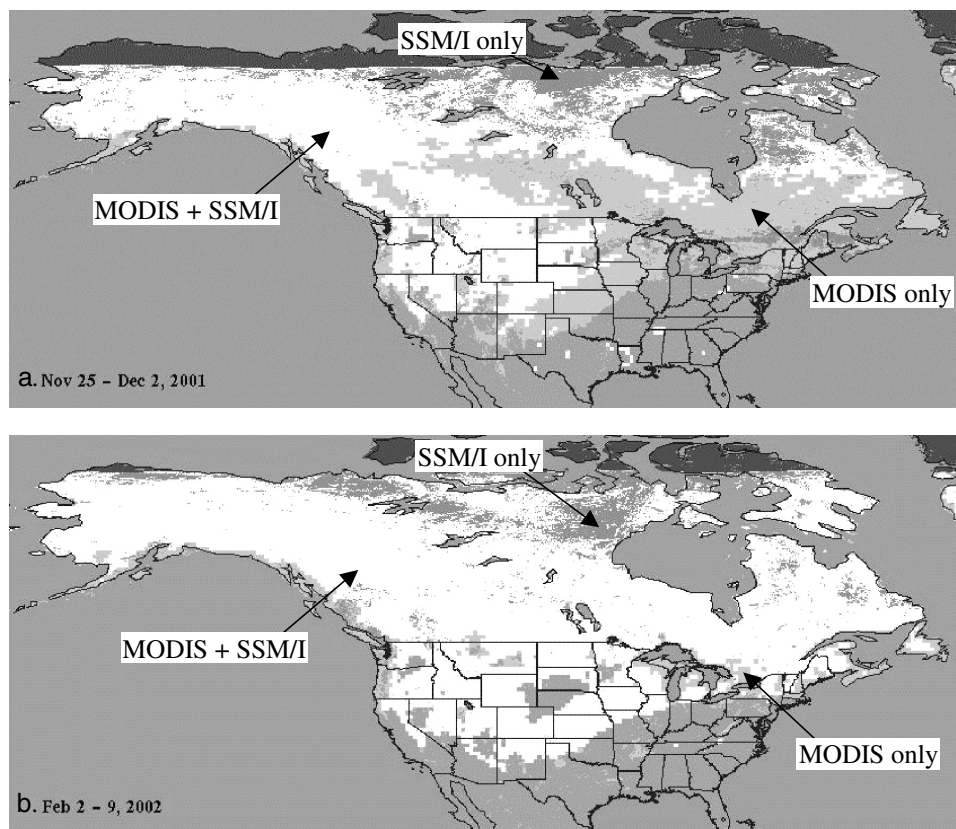 SSM/I only
MODIS + SSM/I
MODIS only
a. Nov 25 – Dec 2, 2001
SSM/I only
MODIS + SSM/I
MODIS only
b. Feb 2 – 9, 2002